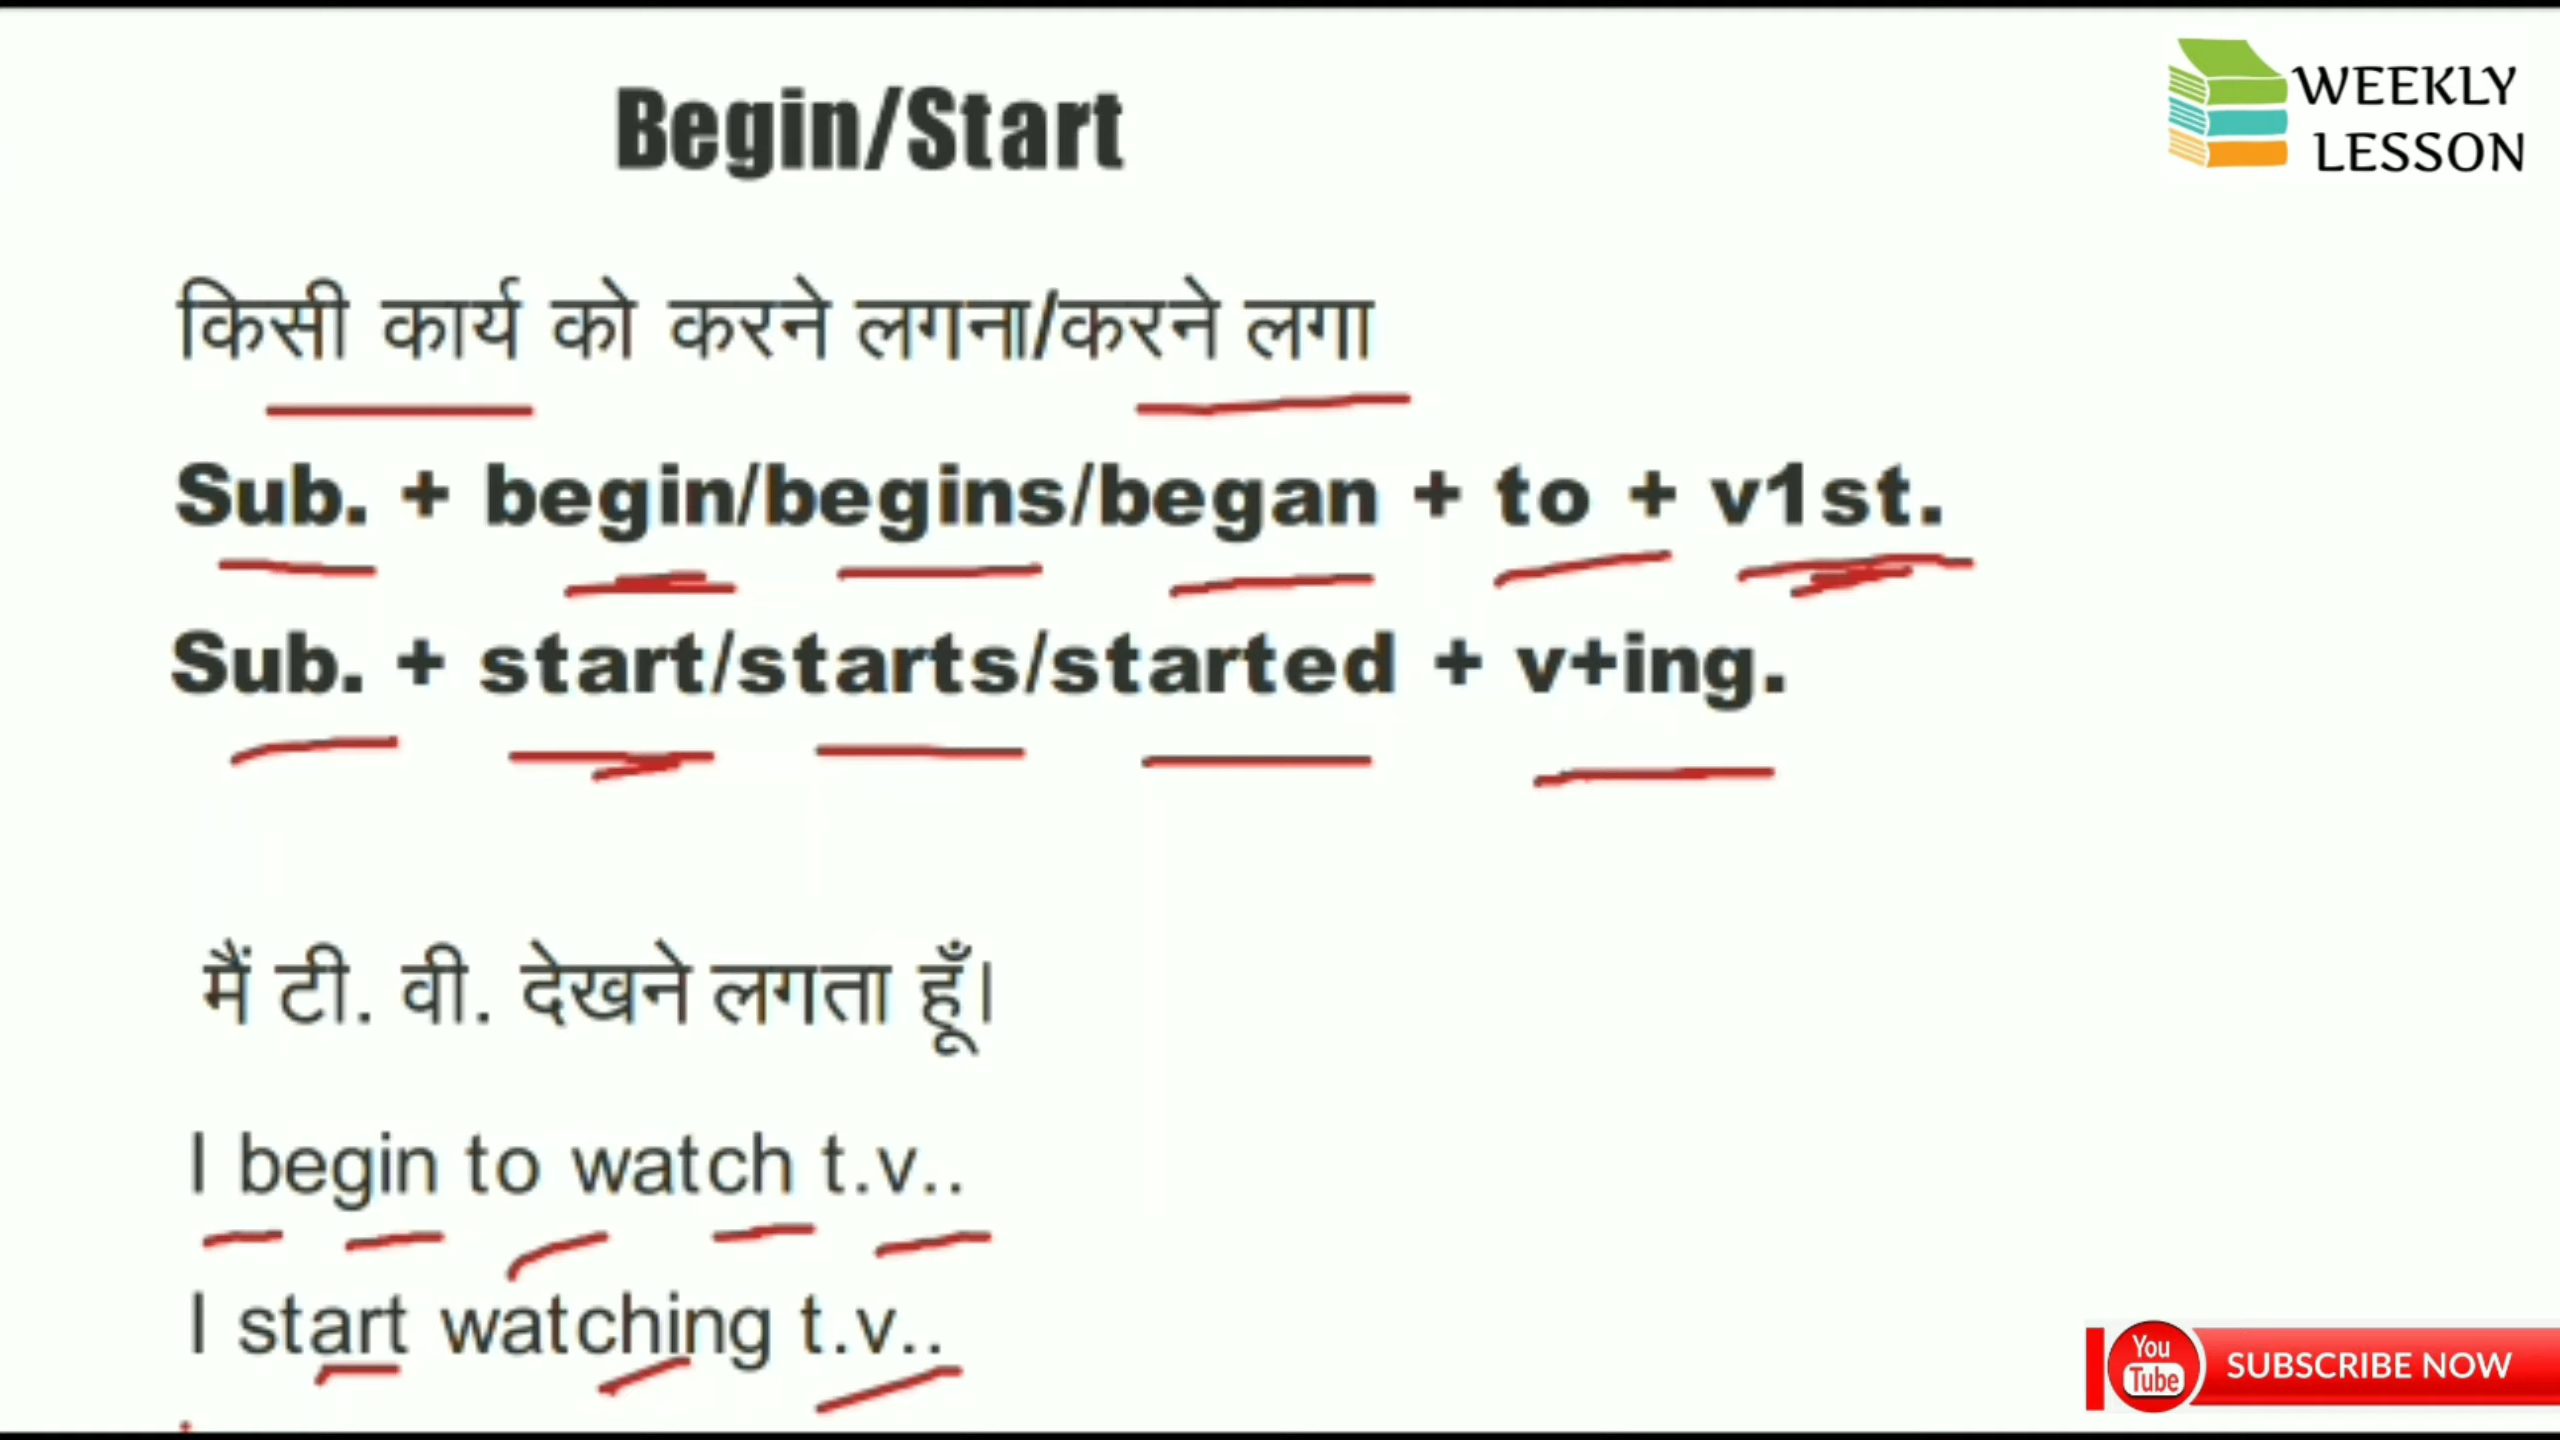 Begin/Start
WEEKLY
LESSON
किसी कार्य को करने लगना/करने लगा
Sub. + begin/begins/began + to + v1st.
Sub. + start/starts/started + v+ing.
मैं टी. वी. देखने लगता हूँ।
I begin to watch t.v..
I start watching t.v..
You
Tube
SUBSCRIBE NOW